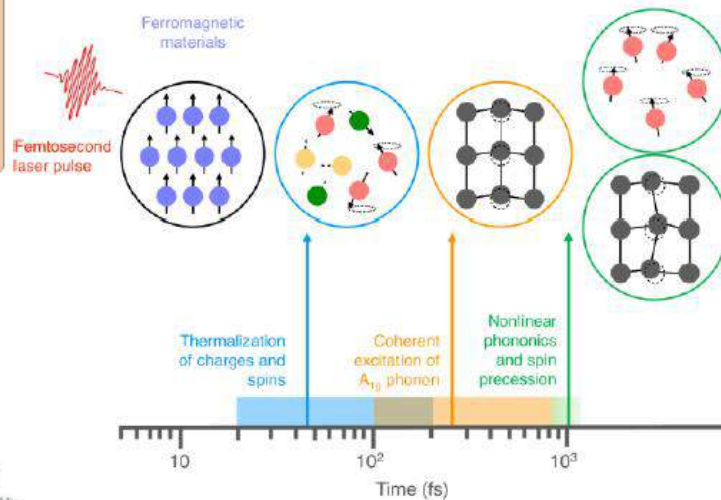 Ferromagnetic
materials
Femtosecond
laser pulse
Thermalization
of charges and
spins
Coherent
excitation of
A1g phonen
Nonlinear
phononics
and spin
precession
10
10²
10³
Time (fs)